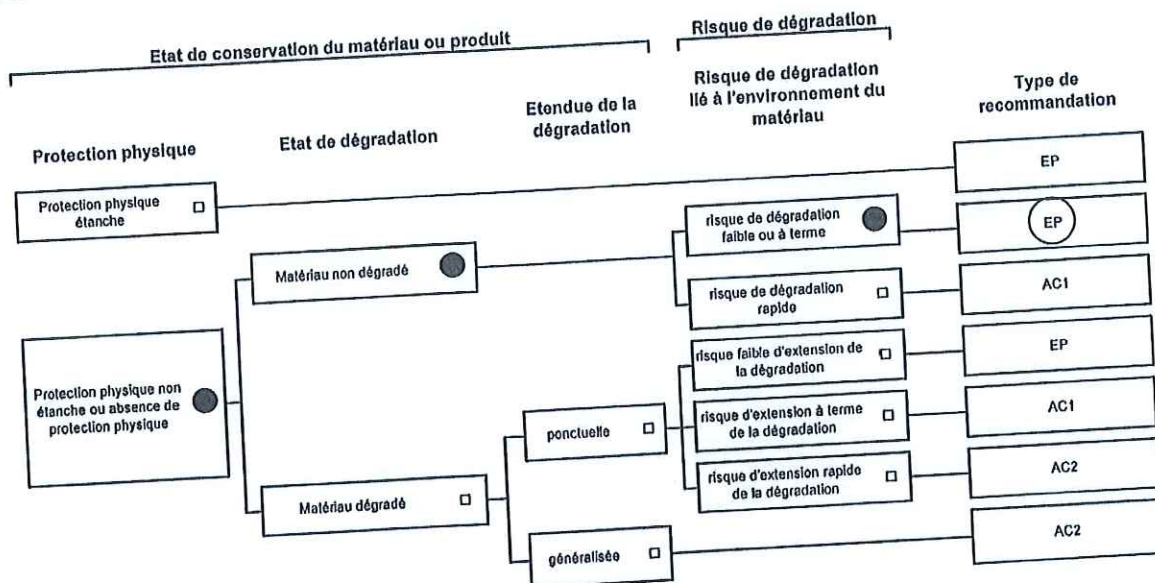 Etat de conservation du matériau ou produit
Risque de dégradation
Protection physique
Etat de dégradation
Etendue de la
dégradation
Risque de dégradation
lié à l'environnement du
matériau
Type de
recommandation
Protection physique
étanche
EP
Matériau non dégradé
risque de dégradation
faible ou à terme
EP
risque de dégradation
rapide
AC1
Protection physique non
étanche ou absence de
protection physique
risque faible d'extension de
la dégradation
EP
ponctuelle
risque d'extension à terme
de la dégradation
AC1
Matériau dégradé
risque d'extension rapide
de la dégradation
AC2
généralisée
AC2